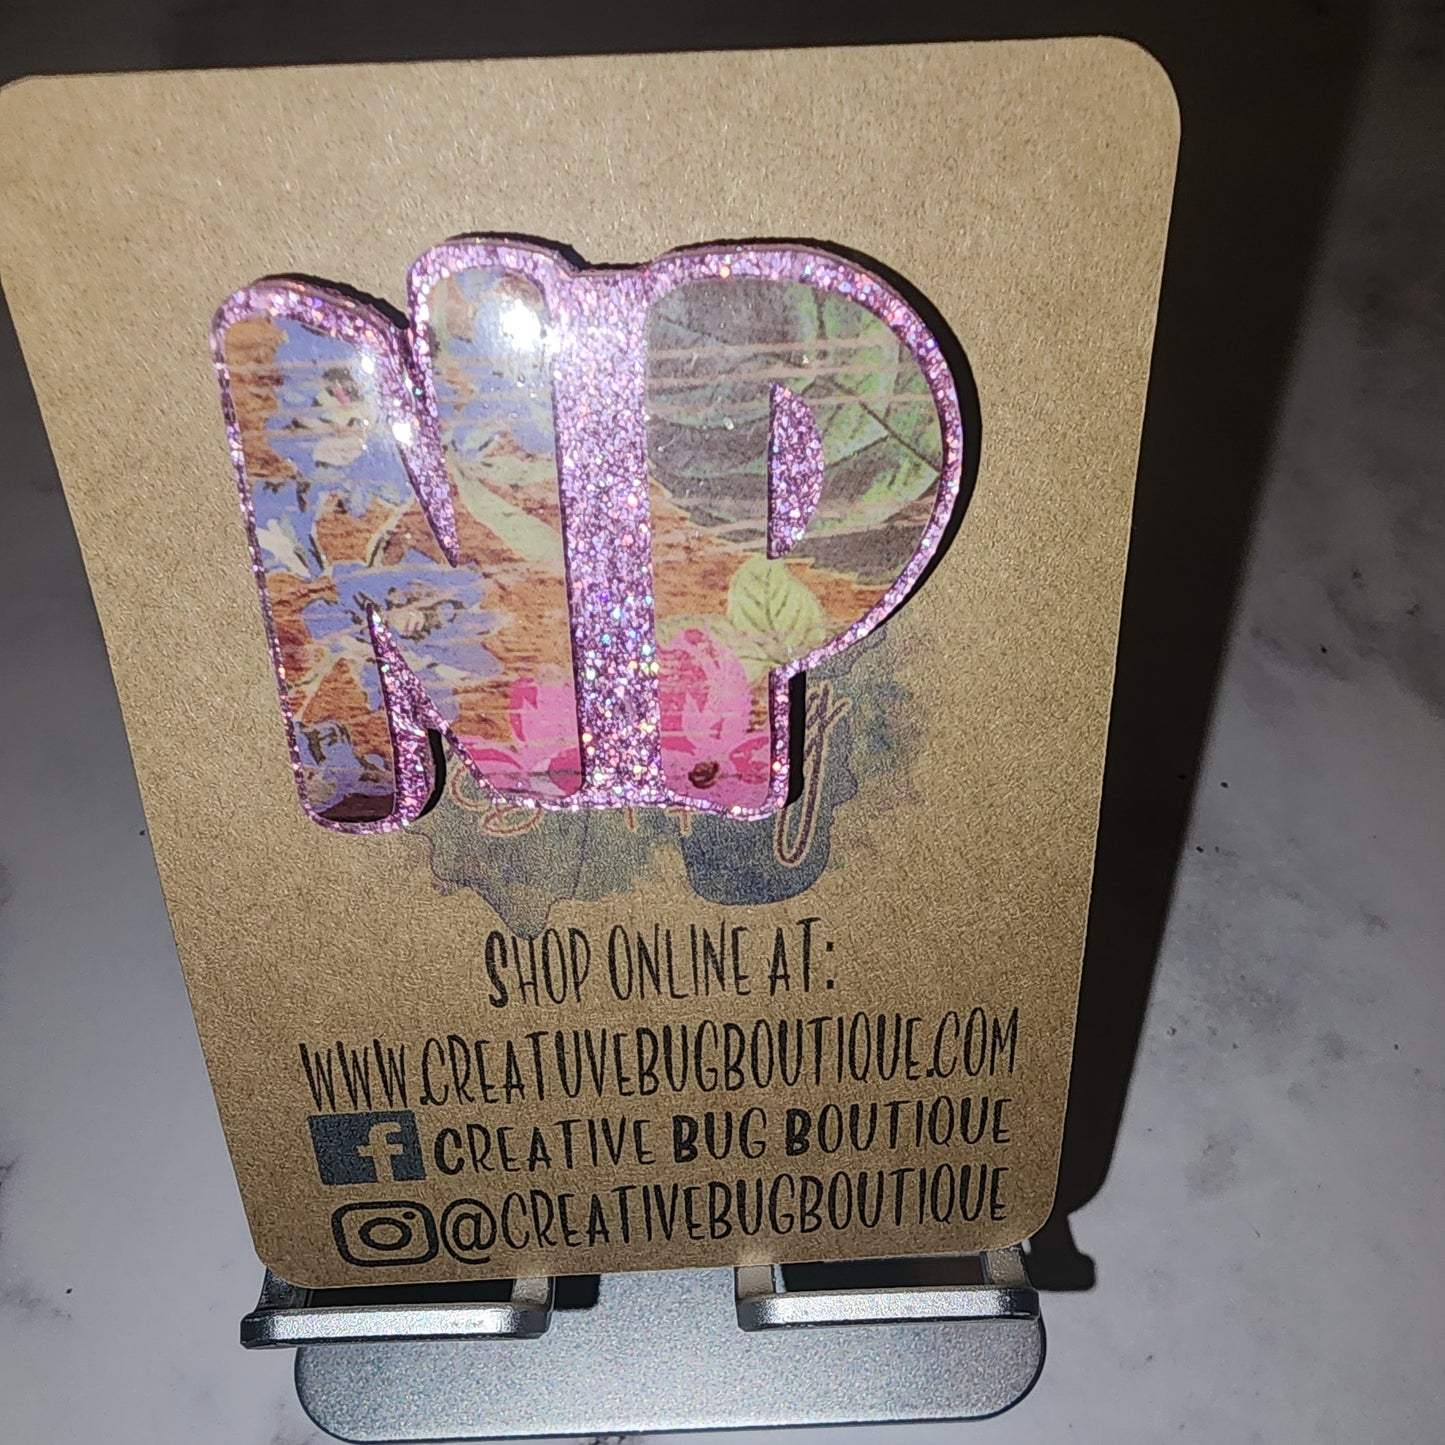 NP
SHOP ONLINE AT:
WWW.CREATUVEBUGBOUTIQUE.COM
f CREATIVE BUG BOUTIQUE
@CREATIVEBUGBOUTIQUE